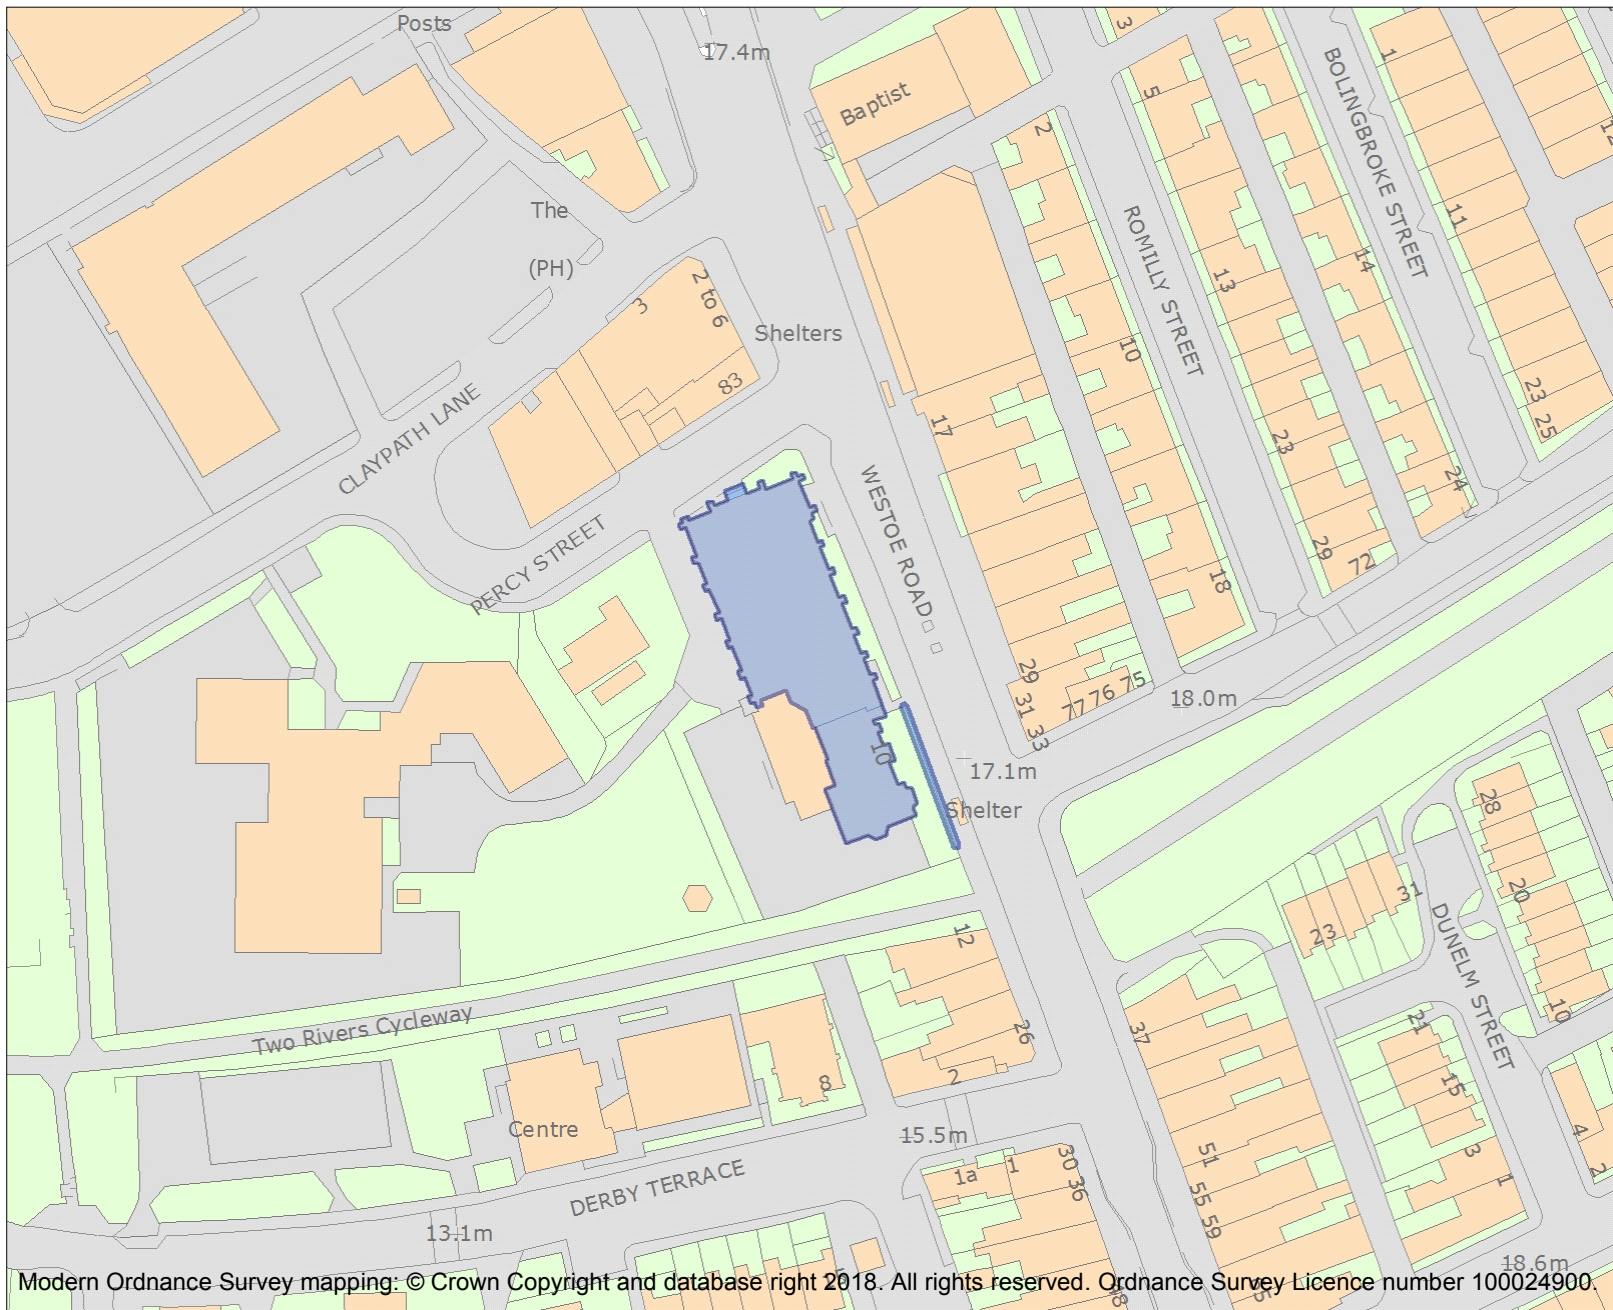 Posts
17.4m
3
Baptist
5
2
BOLINGBROKE STREET
1
12
The
(PH)
3
2 to 6
Shelters
83
ROMILLY STREET
13
14
11
10
CLAYPATH LANE
17
23
23
25
24
WESTOE ROAD
PERCY STREET
29
72
18
29
31
33
77
76
75
18.0m
10
17.1m
Shelter
28
20
31
23
DUNELM STREET
10
12
26
2
37
21
15
Two Rivers Cycleway
8
Centre
15.5m
DERBY TERRACE
1a
1
30
36
51
55
59
3
1
4
2
13.1m
18.6m
Modern Ordnance Survey mapping: © Crown Copyright and database right 2018. All rights reserved. Ordnance Survey Licence number 100024900.